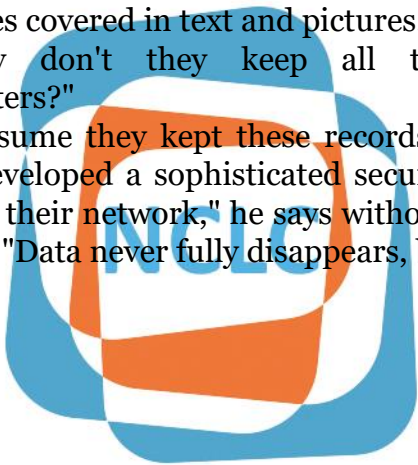 es covered in text and pictures
don't they keep all
ters?"
sume they kept these records
eveloped a sophisticated secu
their network," he says witho
"Data never fully disappears,
NCLC